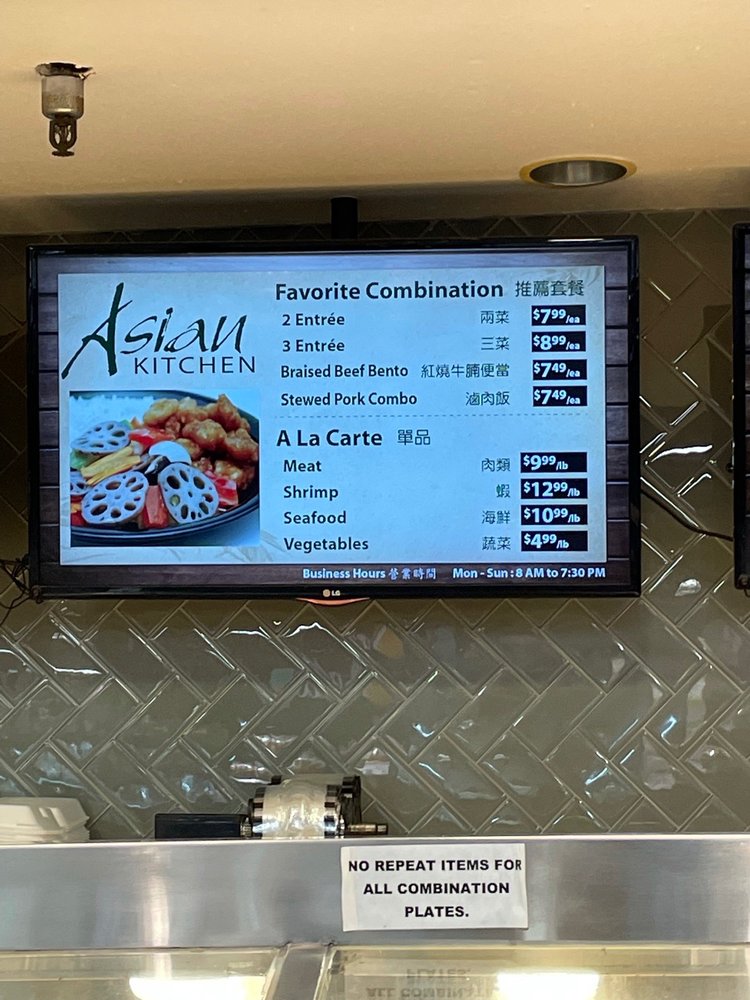 Asian
KITCHEN
Favorite Combination 推薦套餐
2 Entrée 兩菜 $7.99/ea
3 Entrée 三菜 $8.99/ea
Braised Beef Bento 紅燒牛腩便當 $7.49/ea
Stewed Pork Combo 滷肉飯 $7.49/ea
A La Carte 單品
Meat 肉類 $9.99/lb
Shrimp 蝦 $12.99/lb
Seafood 海鮮 $10.99/lb
Vegetables 蔬菜 $4.99/lb
Business Hours 營業時間 Mon - Sun : 8 AM to 7:30 PM
LG
NO REPEAT ITEMS FOR
ALL COMBINATION
PLATES.